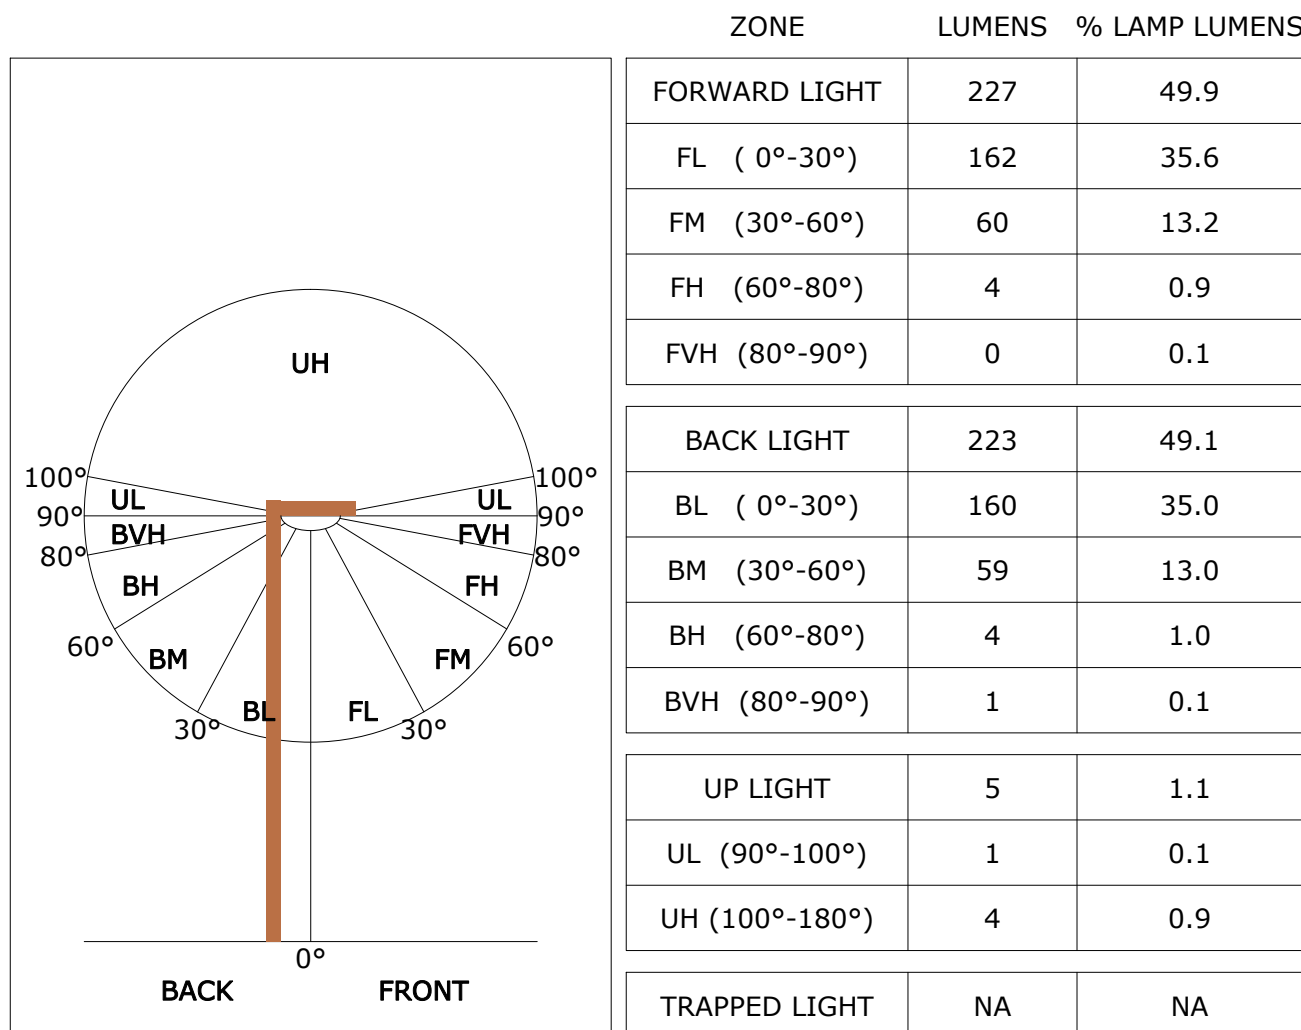 ZONE LUMENS % LAMP LUMENS
FORWARD LIGHT 227 49.9
FL ( 0°-30°) 162 35.6
FM (30°-60°) 60 13.2
FH (60°-80°) 4 0.9
FVH (80°-90°) 0 0.1
BACK LIGHT 223 49.1
BL ( 0°-30°) 160 35.0
BM (30°-60°) 59 13.0
BH (60°-80°) 4 1.0
BVH (80°-90°) 1 0.1
UP LIGHT 5 1.1
UL (90°-100°) 1 0.1
UH (100°-180°) 4 0.9
TRAPPED LIGHT NA NA
UH
100° 100°
UL UL
90° 90°
BVH FVH
80° 80°
BH FH
60° 60°
BM FM
BL FL
30° 30°
0°
BACK FRONT